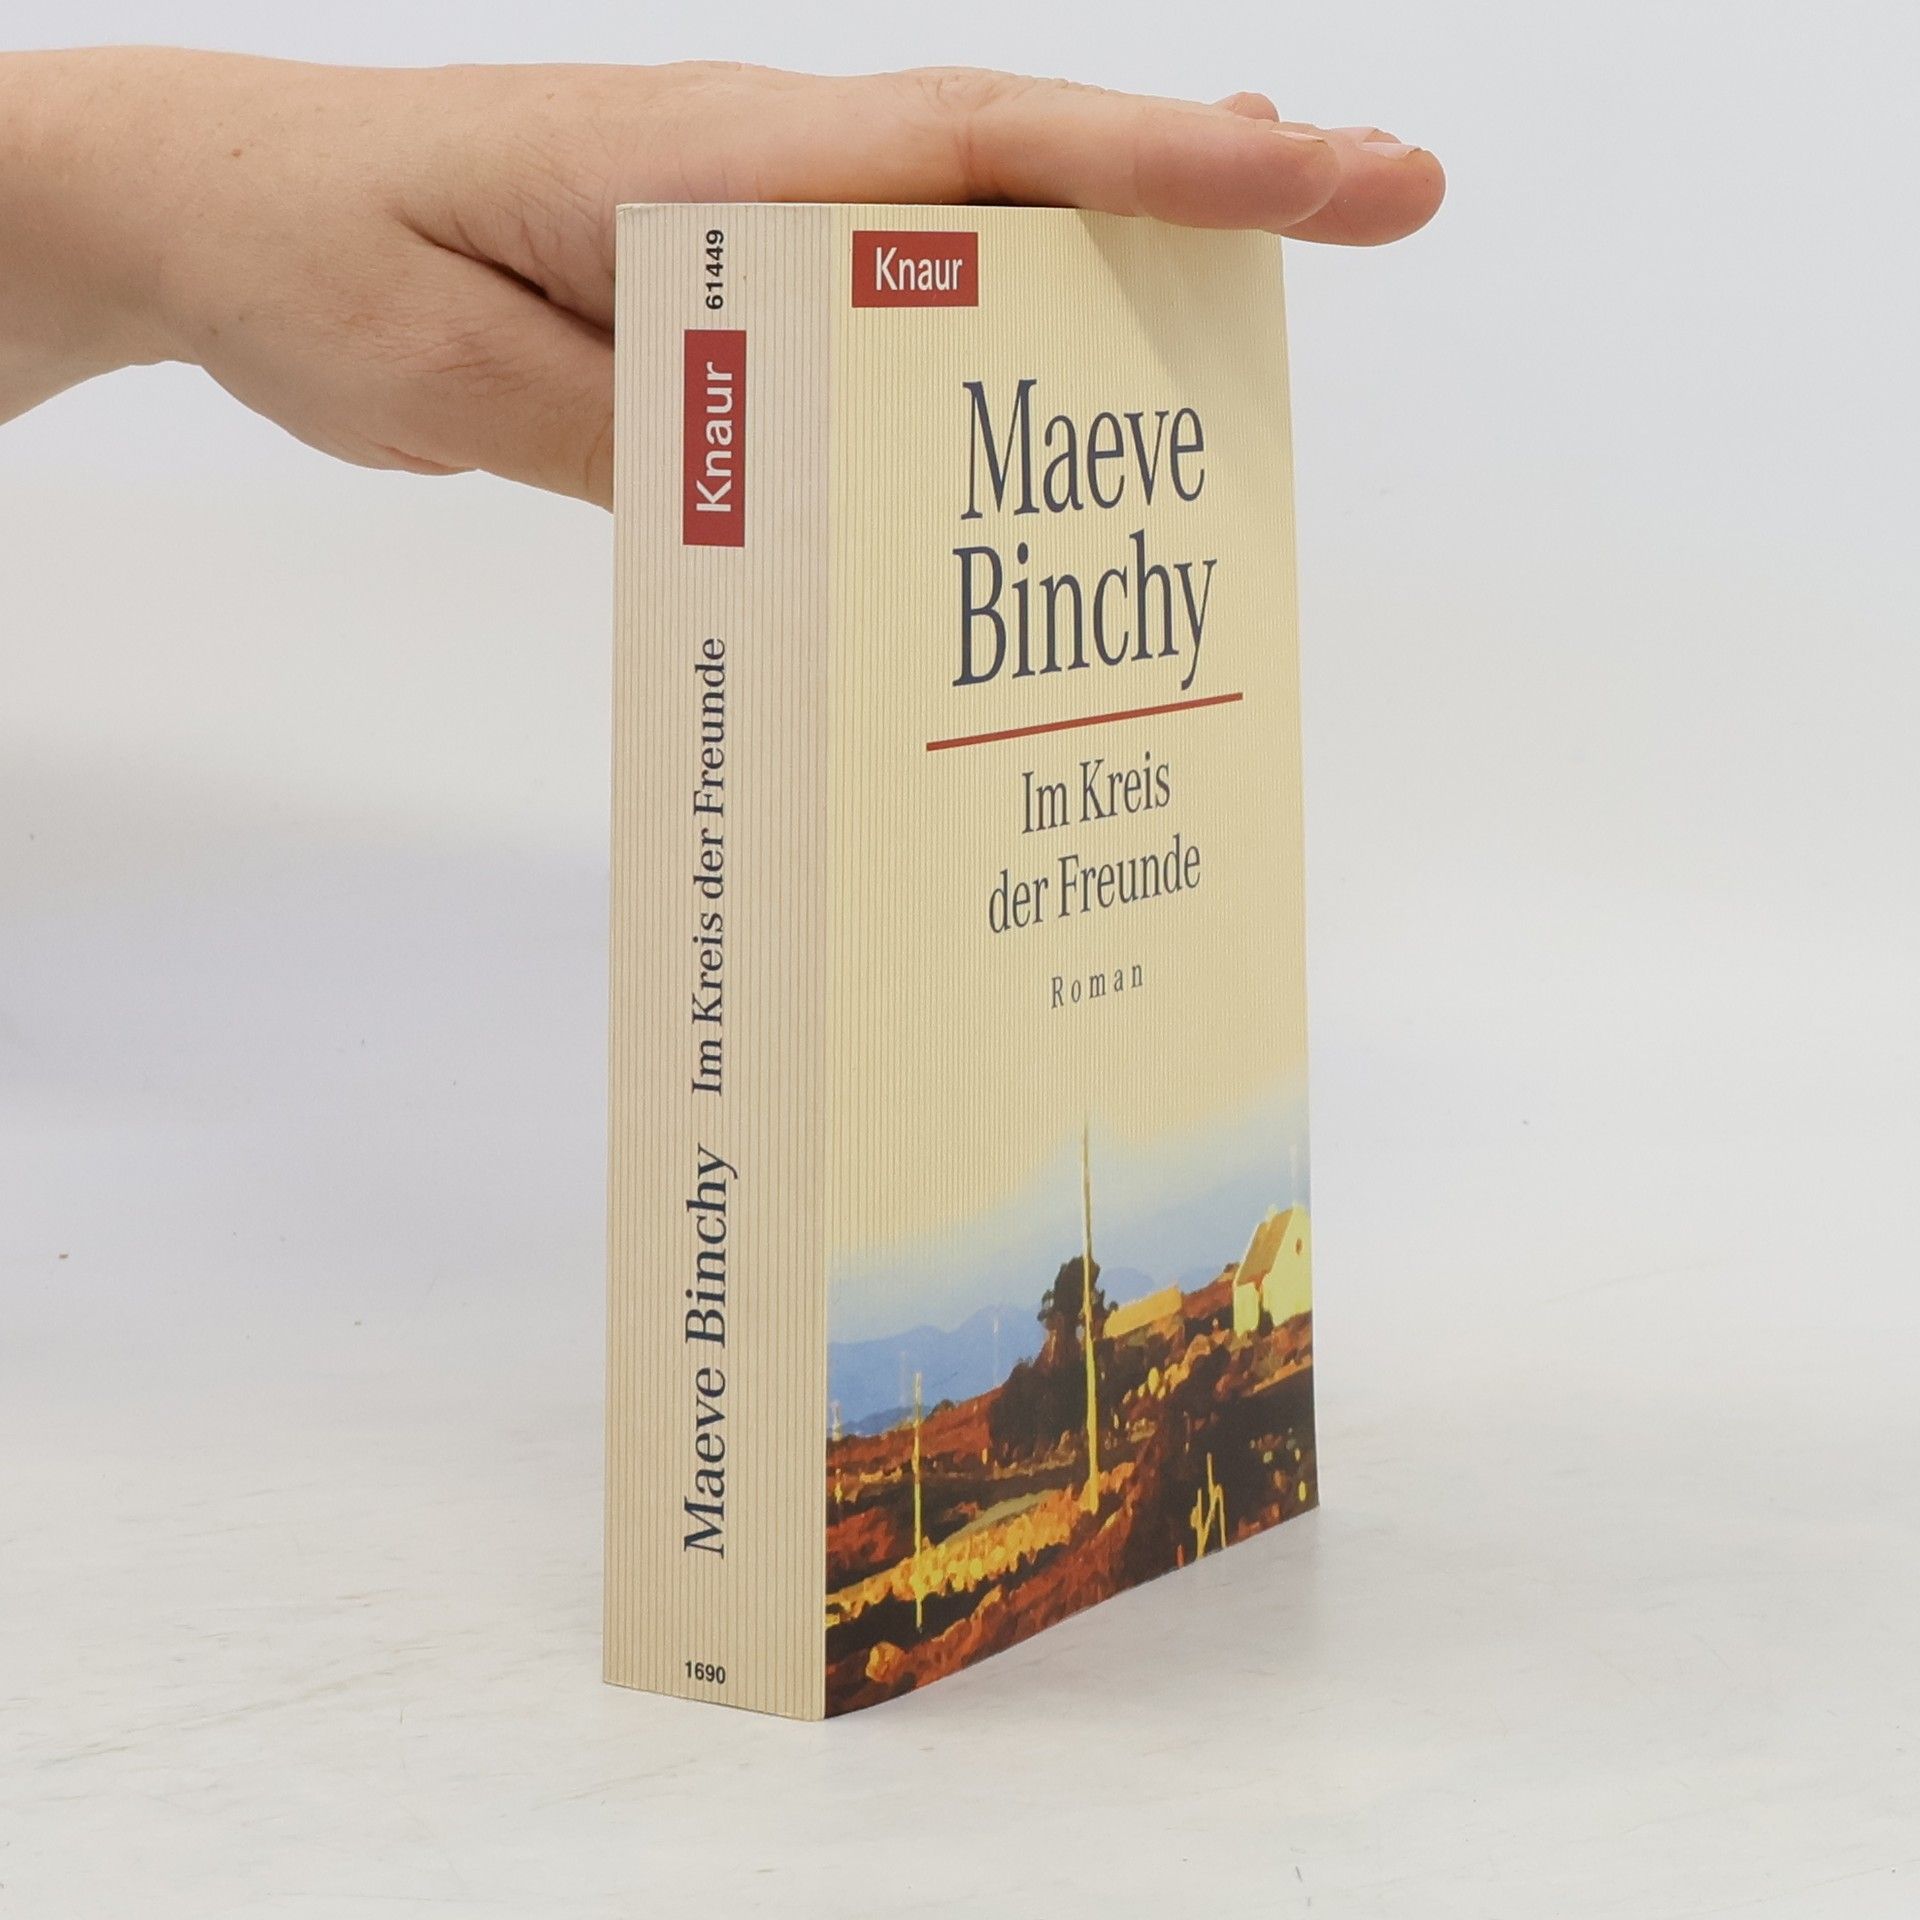 61449
Knaur
Maeve Binchy Im Kreis der Freunde
1690
Knaur
Maeve
Binchy
Im Kreis
der Freunde
Roman